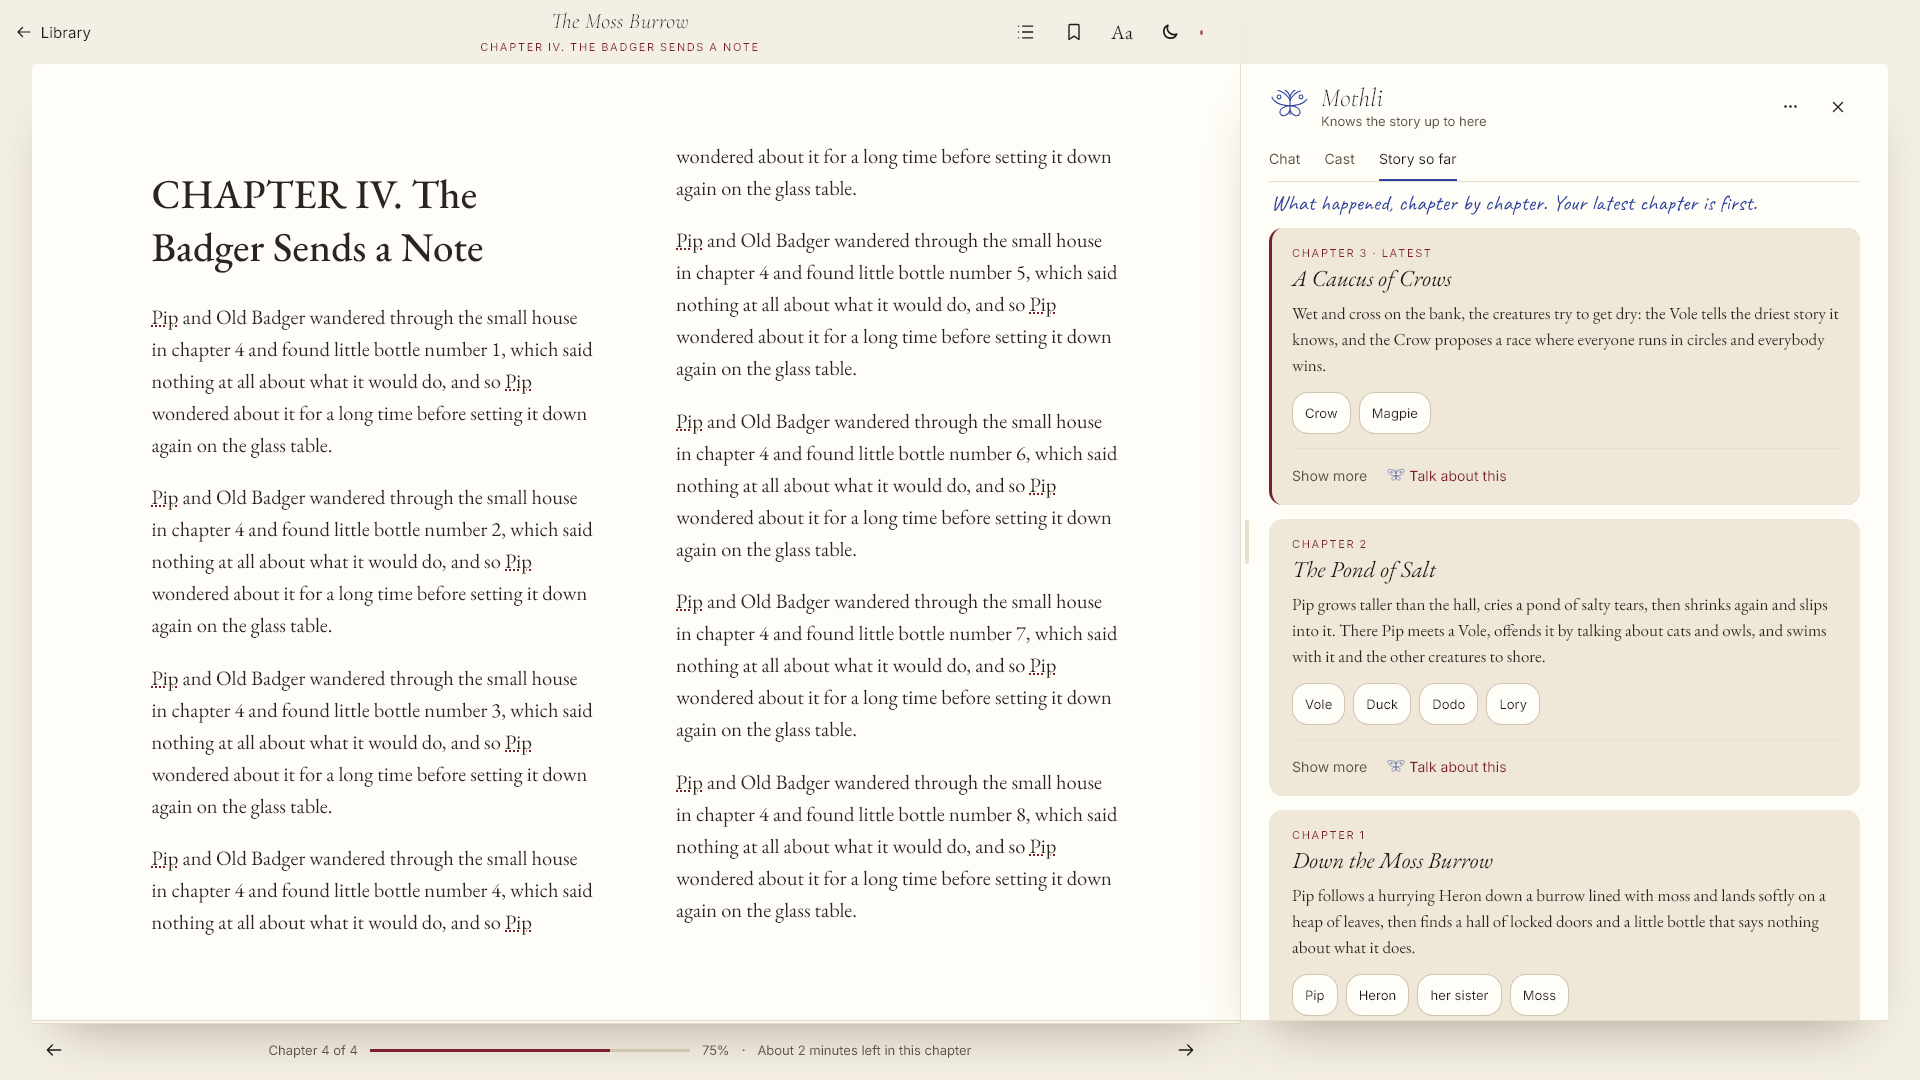 Library
The Moss Burrow
CHAPTER IV. THE BADGER SENDS A NOTE
Aa
CHAPTER IV. The
Badger Sends a Note
Pip and Old Badger wandered through the small house
in chapter 4 and found little bottle number 1, which said
nothing at all about what it would do, and so Pip
wondered about it for a long time before setting it down
again on the glass table.
Pip and Old Badger wandered through the small house
in chapter 4 and found little bottle number 2, which said
nothing at all about what it would do, and so Pip
wondered about it for a long time before setting it down
again on the glass table.
Pip and Old Badger wandered through the small house
in chapter 4 and found little bottle number 3, which said
nothing at all about what it would do, and so Pip
wondered about it for a long time before setting it down
again on the glass table.
Pip and Old Badger wandered through the small house
in chapter 4 and found little bottle number 4, which said
nothing at all about what it would do, and so Pip
wondered about it for a long time before setting it down
again on the glass table.
Pip and Old Badger wandered through the small house
in chapter 4 and found little bottle number 5, which said
nothing at all about what it would do, and so Pip
wondered about it for a long time before setting it down
again on the glass table.
Pip and Old Badger wandered through the small house
in chapter 4 and found little bottle number 6, which said
nothing at all about what it would do, and so Pip
wondered about it for a long time before setting it down
again on the glass table.
Pip and Old Badger wandered through the small house
in chapter 4 and found little bottle number 7, which said
nothing at all about what it would do, and so Pip
wondered about it for a long time before setting it down
again on the glass table.
Pip and Old Badger wandered through the small house
in chapter 4 and found little bottle number 8, which said
nothing at all about what it would do, and so Pip
wondered about it for a long time before setting it down
again on the glass table.
Chapter 4 of 4 75% · About 2 minutes left in this chapter
Mothli
Knows the story up to here
Chat Cast Story so far
What happened, chapter by chapter. Your latest chapter is first.
CHAPTER 3 · LATEST
A Caucus of Crows
Wet and cross on the bank, the creatures try to get dry: the Vole tells the driest story it
knows, and the Crow proposes a race where everyone runs in circles and everybody
wins.
Crow Magpie
Show more Talk about this
CHAPTER 2
The Pond of Salt
Pip grows taller than the hall, cries a pond of salty tears, then shrinks again and slips
into it. There Pip meets a Vole, offends it by talking about cats and owls, and swims
with it and the other creatures to shore.
Vole Duck Dodo Lory
Show more Talk about this
CHAPTER 1
Down the Moss Burrow
Pip follows a hurrying Heron down a burrow lined with moss and lands softly on a
heap of leaves, then finds a hall of locked doors and a little bottle that says nothing
about what it does.
Pip Heron her sister Moss